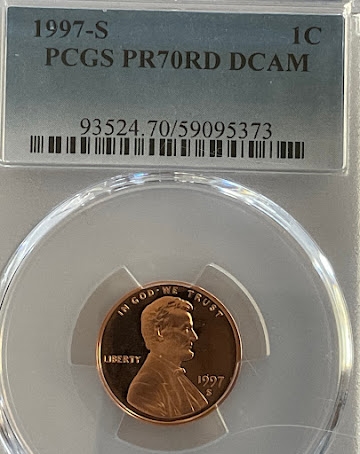 1997-S 1C
PCGS PR70RD DCAM
93524.70/59095373
IN GOD WE TRUST
LIBERTY
1997
S